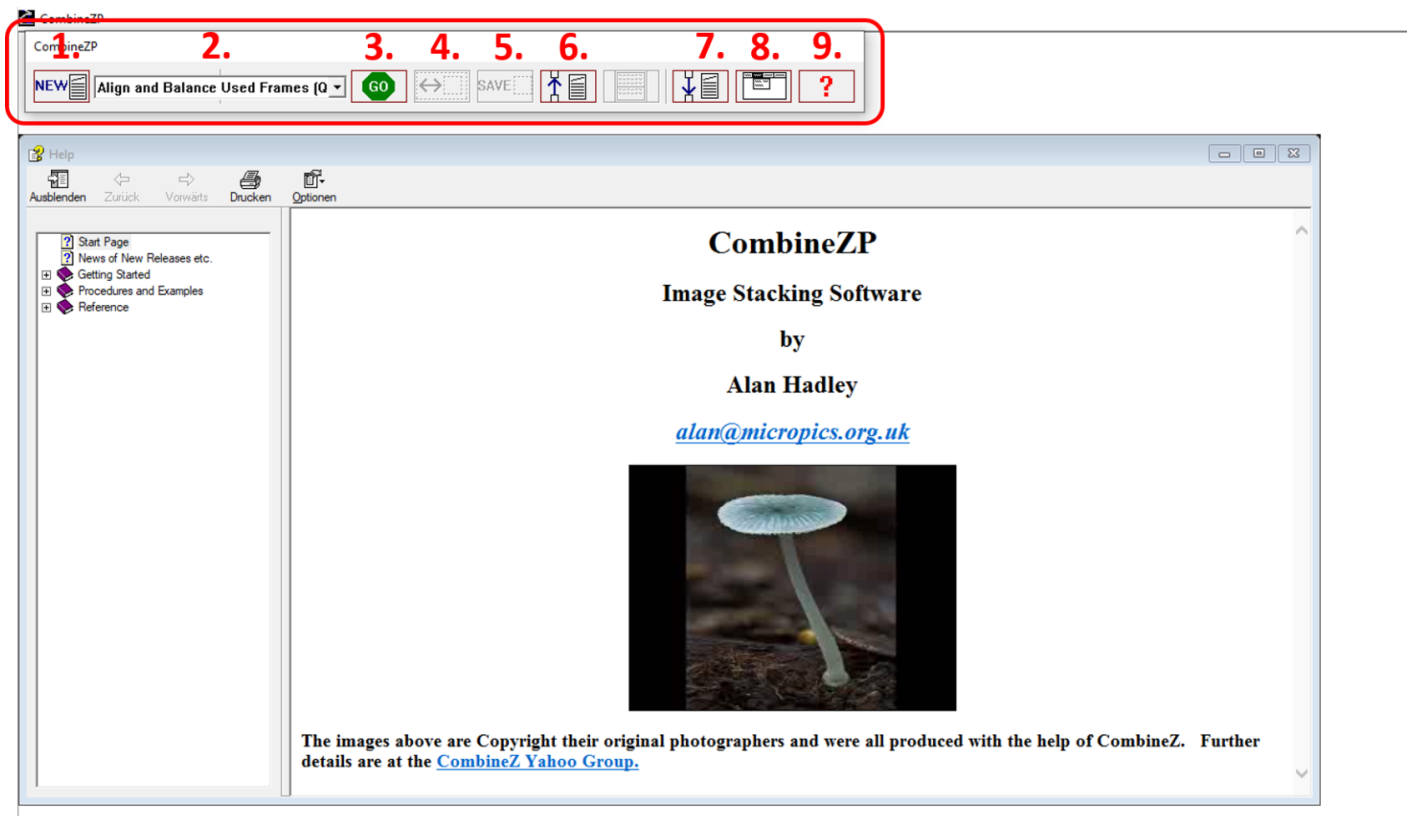 CombineZP
CombineZP
1. 2. 3. 4. 5. 6. 7. 8. 9.
NEW Align and Balance Used Frames (Q GO SAVE ?
Help
Ausblenden Zurück Vorwärts Drucken Optionen
Start Page
News of New Releases etc.
Getting Started
Procedures and Examples
Reference
CombineZP
Image Stacking Software
by
Alan Hadley
alan@micropics.org.uk
The images above are Copyright their original photographers and were all produced with the help of CombineZ. Further
details are at the CombineZ Yahoo Group.